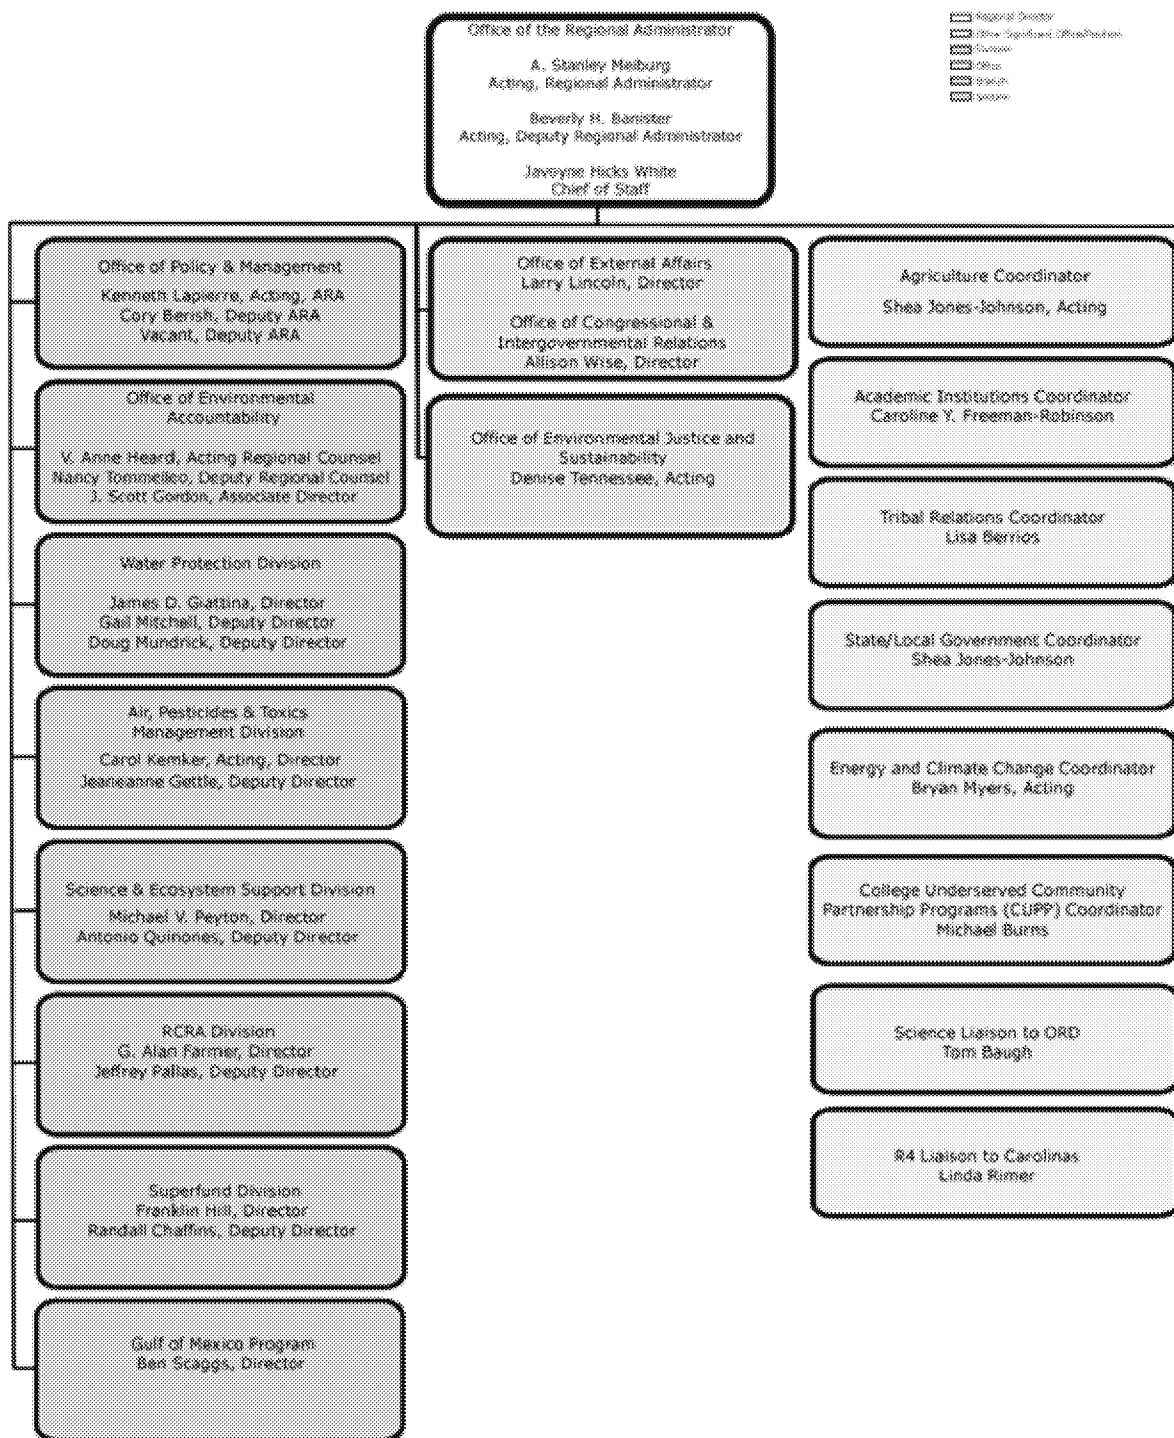 Office of the Regional Administrator
A. Stanley Meiburg
Acting, Regional Administrator
Beverly H. Banister
Acting, Deputy Regional Administrator
Javoyne Hicks White
Chief of Staff
Regional Director
Other Significant Office/Position
Division
Office
Branch
Section
Office of Policy & Management
Kenneth Lapierre, Acting, ARA
Cory Berish, Deputy ARA
Vacant, Deputy ARA
Office of Environmental
Accountability
V. Anne Heard, Acting Regional Counsel
Nancy Tommelleo, Deputy Regional Counsel
J. Scott Gordon, Associate Director
Water Protection Division
James D. Giattina, Director
Gail Mitchell, Deputy Director
Doug Mundrick, Deputy Director
Air, Pesticides & Toxics
Management Division
Carol Kemker, Acting, Director
Jeaneanne Gettle, Deputy Director
Science & Ecosystem Support Division
Michael V. Peyton, Director
Antonio Quinones, Deputy Director
RCRA Division
G. Alan Farmer, Director
Jeffrey Pallas, Deputy Director
Superfund Division
Franklin Hill, Director
Randall Chaffins, Deputy Director
Gulf of Mexico Program
Ben Scaggs, Director
Office of External Affairs
Larry Lincoln, Director
Office of Congressional &
Intergovernmental Relations
Allison Wise, Director
Office of Environmental Justice and
Sustainability
Denise Tennessee, Acting
Agriculture Coordinator
Shea Jones-Johnson, Acting
Academic Institutions Coordinator
Caroline Y. Freeman-Robinson
Tribal Relations Coordinator
Lisa Berrios
State/Local Government Coordinator
Shea Jones-Johnson
Energy and Climate Change Coordinator
Bryan Myers, Acting
College Underserved Community
Partnership Programs (CUPP) Coordinator
Michael Burns
Science Liaison to ORD
Tom Baugh
R4 Liaison to Carolinas
Linda Rimer